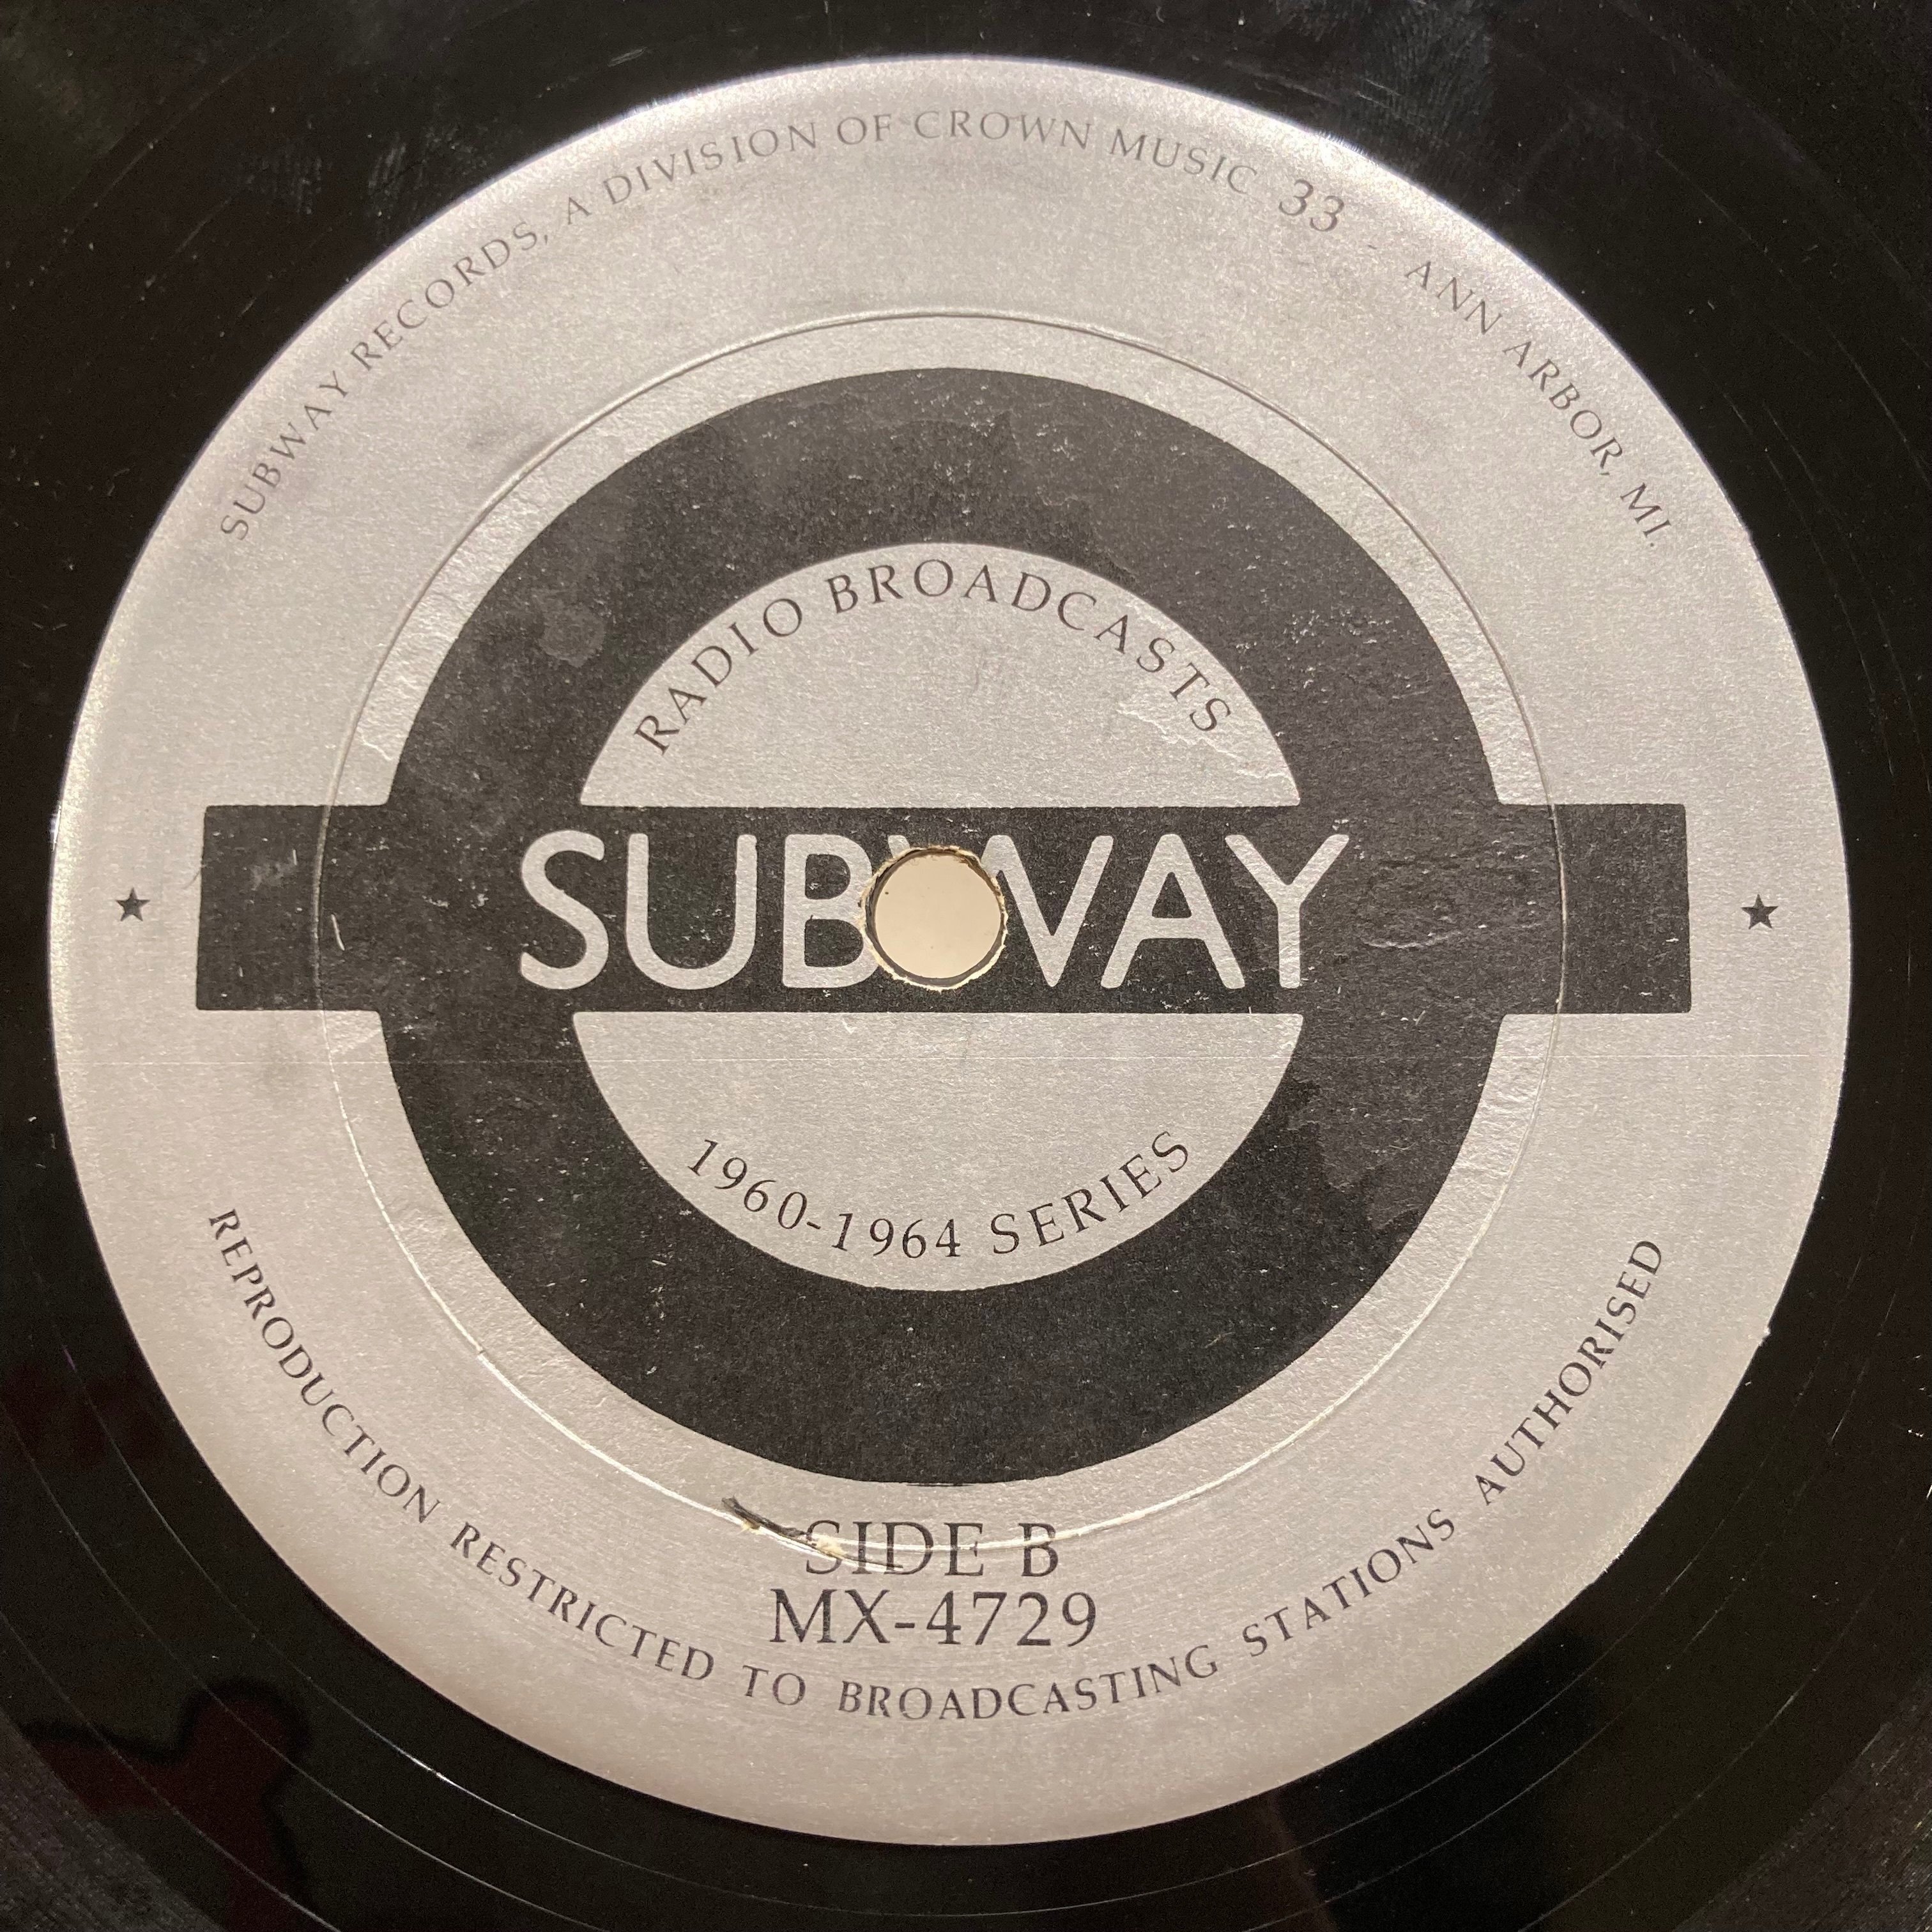 SUBWAY RECORDS, A DIVISION OF CROWN MUSIC 33 - ANN ARBOR, MI.
RADIO BROADCASTS
SUBWAY
1960-1964 SERIES
SIDE B
MX-4729
REPRODUCTION RESTRICTED TO BROADCASTING STATIONS AUTHORISED